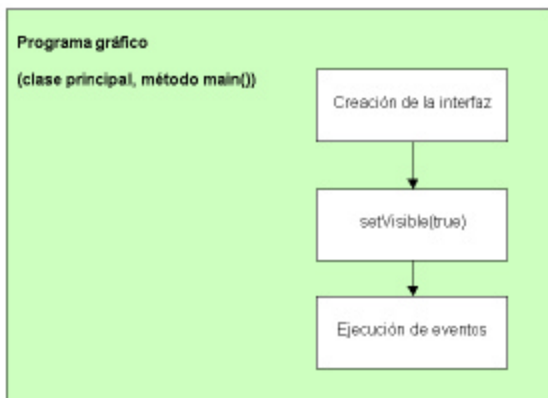 Programa gráfico
(clase principal, método main())
Creación de la interfaz
setVisible(true)
Ejecución de eventos